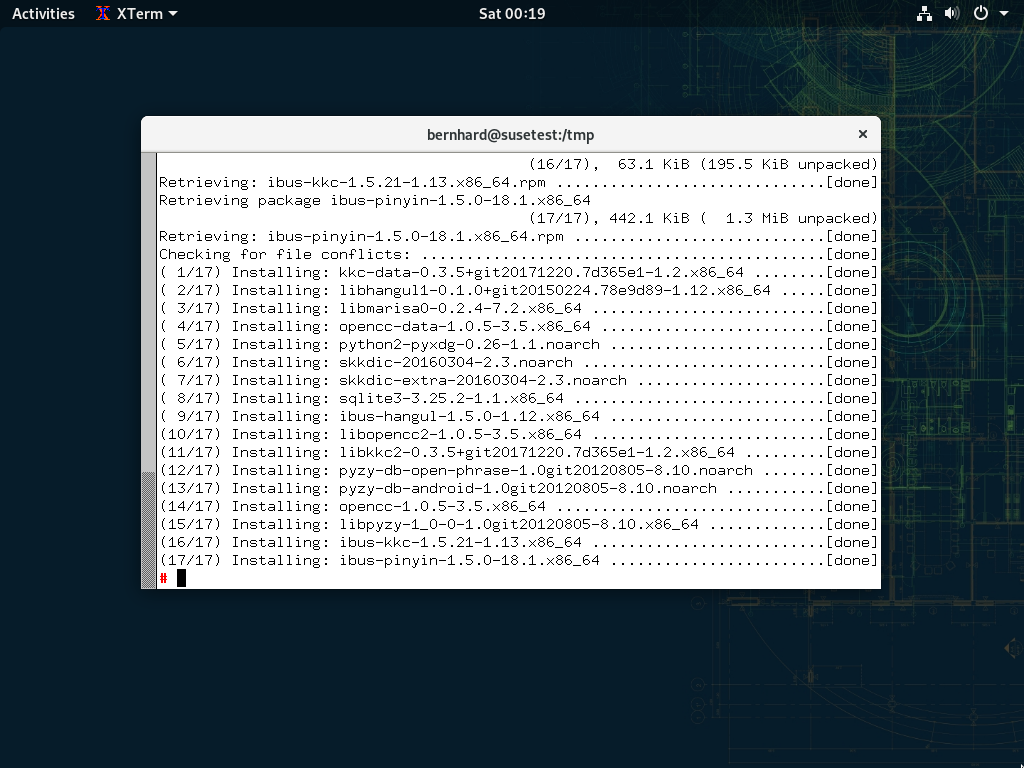 Activities XTerm Sat 00:19
bernhard@susetest:/tmp
(16/17),  63.1 KiB (195.5 KiB unpacked)
Retrieving: ibus-kkc-1.5.21-1.13.x86_64.rpm ..............................[done]
Retrieving package ibus-pinyin-1.5.0-18.1.x86_64
(17/17), 442.1 KiB (  1.3 MiB unpacked)
Retrieving: ibus-pinyin-1.5.0-18.1.x86_64.rpm ............................[done]
Checking for file conflicts: .............................................[done]
( 1/17) Installing: kkc-data-0.3.5+git20171220.7d365e1-1.2.x86_64 ........[done]
( 2/17) Installing: libhangul1-0.1.0+git20150224.78e9d89-1.12.x86_64 .....[done]
( 3/17) Installing: libmarisa0-0.2.4-7.2.x86_64 ..........................[done]
( 4/17) Installing: opencc-data-1.0.5-3.5.x86_64 .........................[done]
( 5/17) Installing: python2-pyxdg-0.26-1.1.noarch ........................[done]
( 6/17) Installing: skkdic-20160304-2.3.noarch ...........................[done]
( 7/17) Installing: skkdic-extra-20160304-2.3.noarch .....................[done]
( 8/17) Installing: sqlite3-3.25.2-1.1.x86_64 ............................[done]
( 9/17) Installing: ibus-hangul-1.5.0-1.12.x86_64 ........................[done]
(10/17) Installing: libopencc2-1.0.5-3.5.x86_64 ..........................[done]
(11/17) Installing: libkkc2-0.3.5+git20171220.7d365e1-1.2.x86_64 .........[done]
(12/17) Installing: pyzy-db-open-phrase-1.0git20120805-8.10.noarch .......[done]
(13/17) Installing: pyzy-db-android-1.0git20120805-8.10.noarch ...........[done]
(14/17) Installing: opencc-1.0.5-3.5.x86_64 ..............................[done]
(15/17) Installing: libpyzy-1_0-0-1.0git20120805-8.10.x86_64 .............[done]
(16/17) Installing: ibus-kkc-1.5.21-1.13.x86_64 ..........................[done]
(17/17) Installing: ibus-pinyin-1.5.0-18.1.x86_64 ........................[done]
#